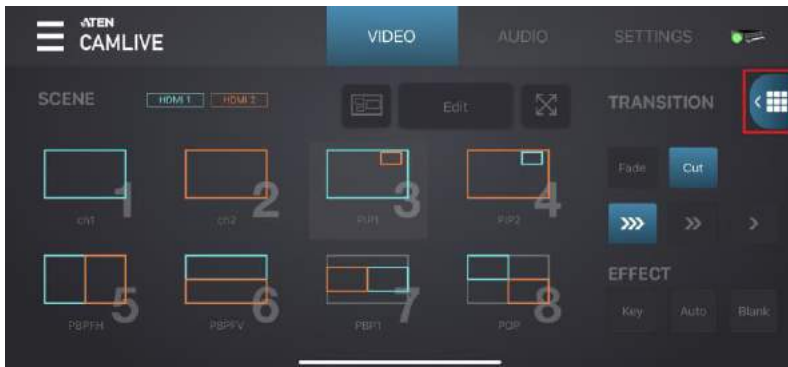 ATEN
CAMLIVE
VIDEO
AUDIO
SETTINGS
SCENE
HDMI 1
HDMI 2
Edit
TRANSITION
1
ch1
2
ch2
3
PIP1
4
PIP2
Fade
Cut
5
PBPFH
6
PBPFV
7
PBP1
8
POP
EFFECT
Key
Auto
Blank